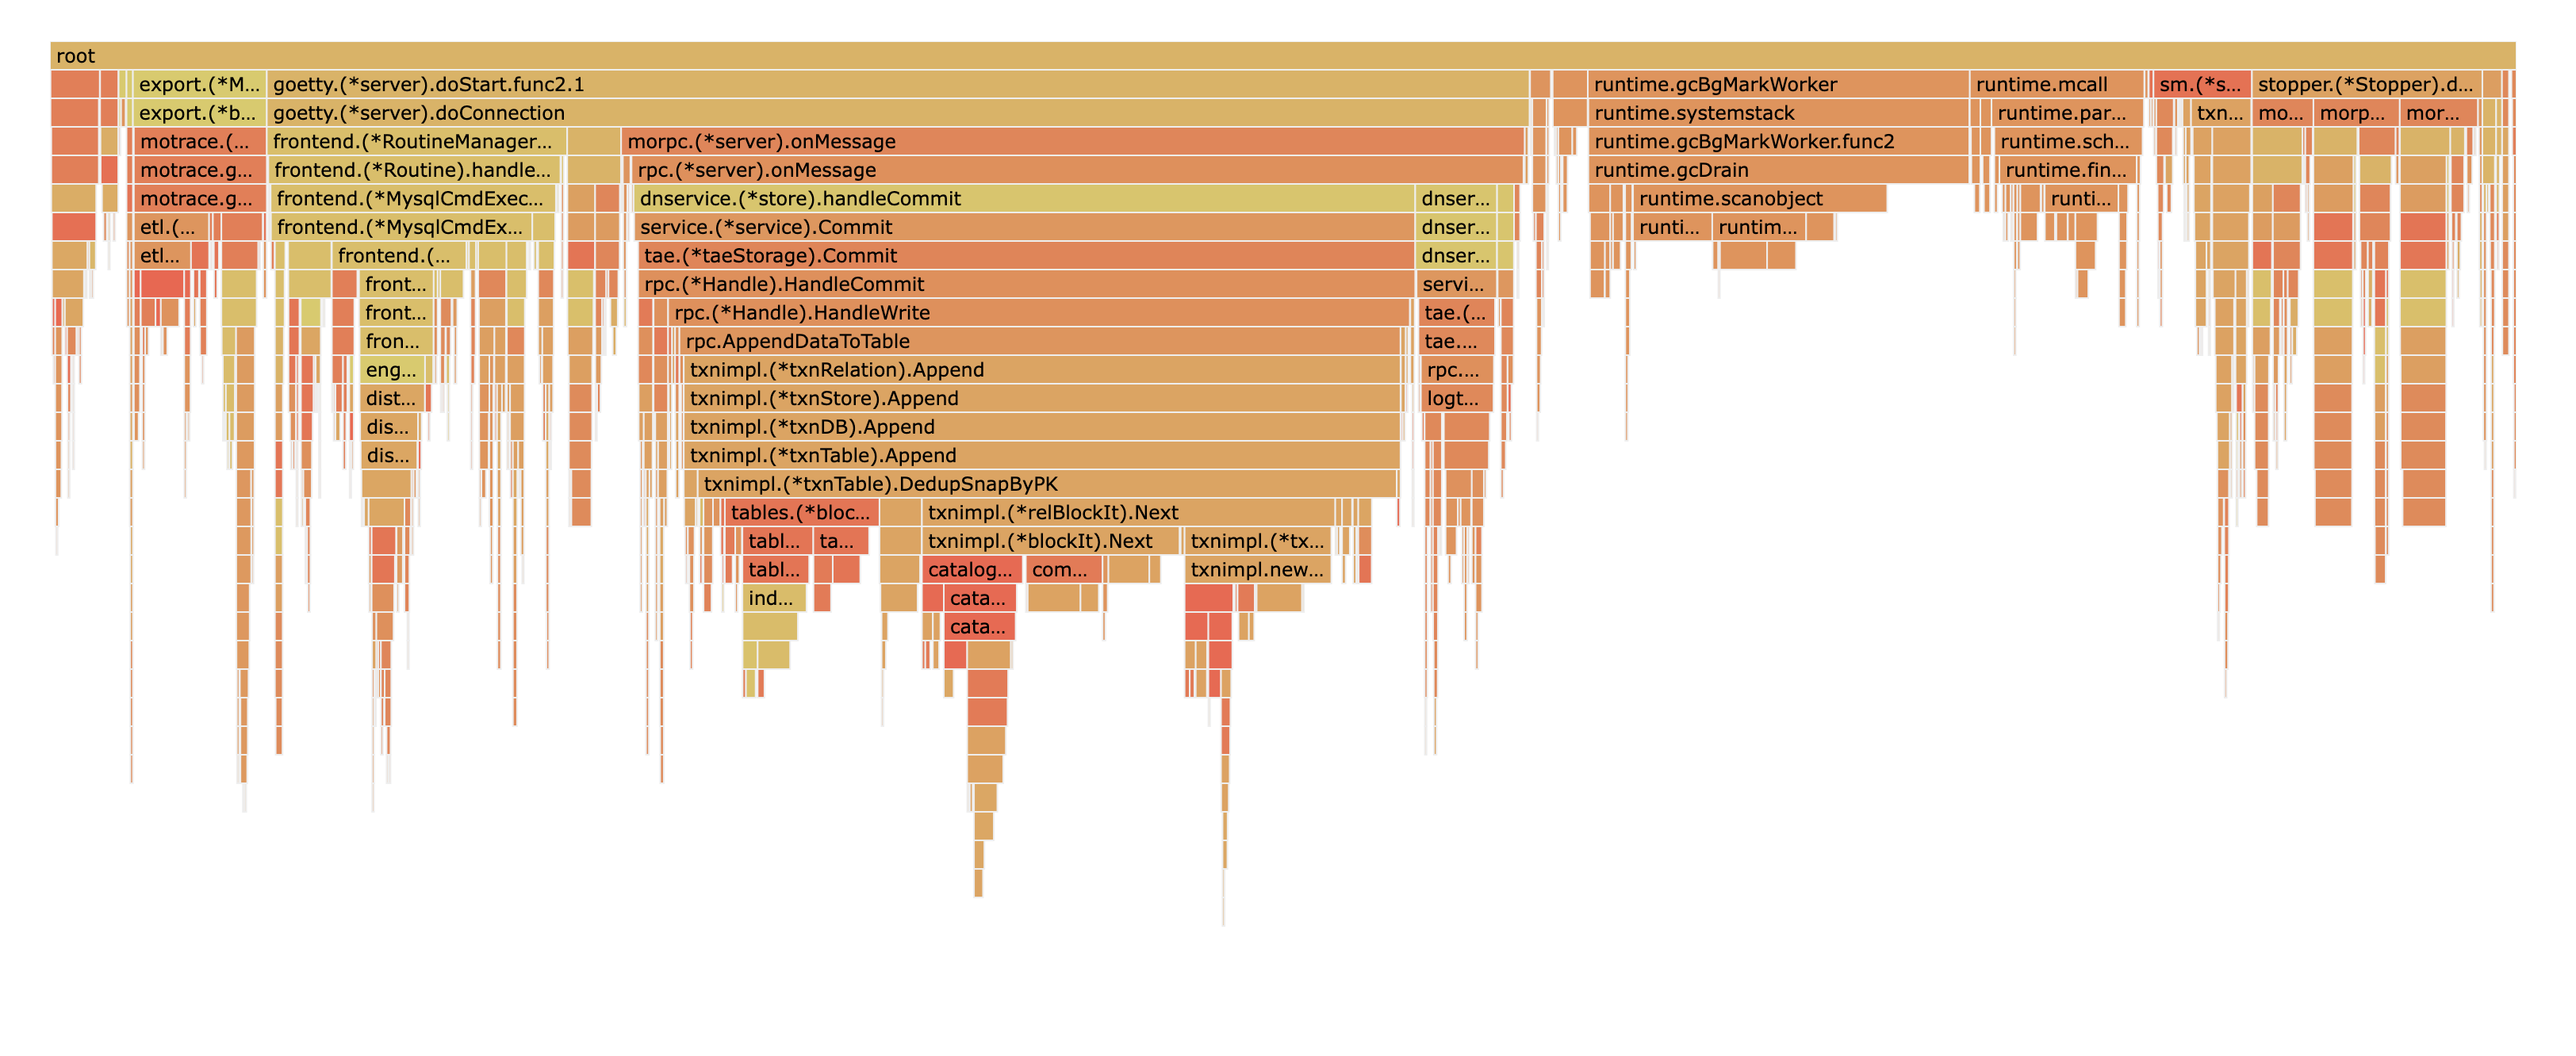 root
export.(*M... goetty.(*server).doStart.func2.1 runtime.gcBgMarkWorker runtime.mcall sm.(*s... stopper.(*Stopper).d...
export.(*b... goetty.(*server).doConnection runtime.systemstack runtime.par... txn... mo... morp... mor...
motrace.(... frontend.(*RoutineManager... morpc.(*server).onMessage runtime.gcBgMarkWorker.func2 runtime.sch...
motrace.g... frontend.(*Routine).handle... rpc.(*server).onMessage runtime.gcDrain runtime.fin...
motrace.g... frontend.(*MysqlCmdExec... dnservice.(*store).handleCommit dnser... runtime.scanobject runti...
etl.(... frontend.(*MysqlCmdEx... service.(*service).Commit dnser... runti... runtim...
etl... frontend.(... tae.(*taeStorage).Commit dnser...
front... rpc.(*Handle).HandleCommit servi...
front... rpc.(*Handle).HandleWrite tae.(...
fron... rpc.AppendDataToTable tae....
eng... txnimpl.(*txnRelation).Append rpc....
dist... txnimpl.(*txnStore).Append logt...
dis... txnimpl.(*txnDB).Append
dis... txnimpl.(*txnTable).Append
txnimpl.(*txnTable).DedupSnapByPK
tables.(*bloc... txnimpl.(*relBlockIt).Next
tabl... ta... txnimpl.(*blockIt).Next txnimpl.(*tx...
tabl... catalog... com... txnimpl.new...
ind... cata...
cata...